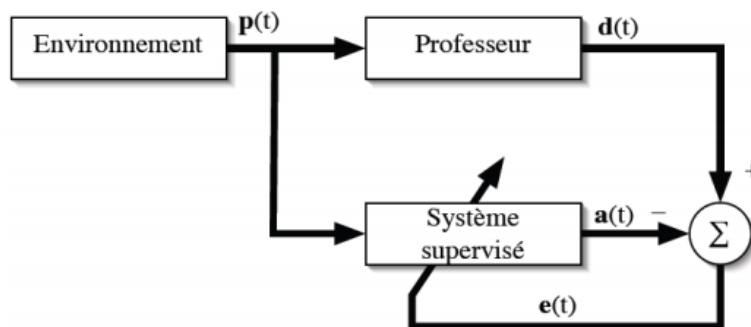 Environnement
p(t)
Professeur
d(t)
+
Système
supervisé
a(t)
−
Σ
e(t)